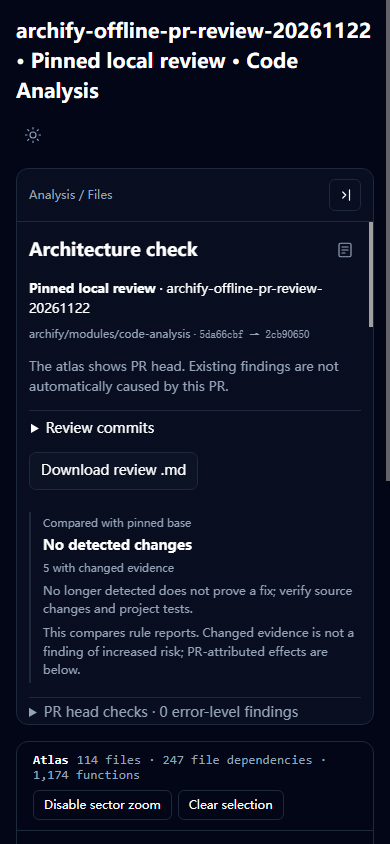 archify-offline-pr-review-20261122
• Pinned local review • Code
Analysis
Analysis / Files
Architecture check
Pinned local review · archify-offline-pr-review-
20261122
archify/modules/code-analysis · 5da66cbf → 2cb90650
The atlas shows PR head. Existing findings are not
automatically caused by this PR.
▶ Review commits
Download review .md
Compared with pinned base
No detected changes
5 with changed evidence
No longer detected does not prove a fix; verify source
changes and project tests.
This compares rule reports. Changed evidence is not a
finding of increased risk; PR-attributed effects are
below.
▶ PR head checks · 0 error-level findings
Atlas 114 files · 247 file dependencies ·
1,174 functions
Disable sector zoom
Clear selection